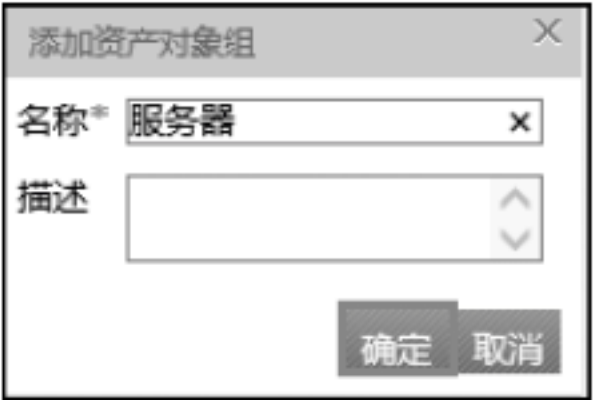 添加资产对象组
名称*
服务器
描述
确定
取消